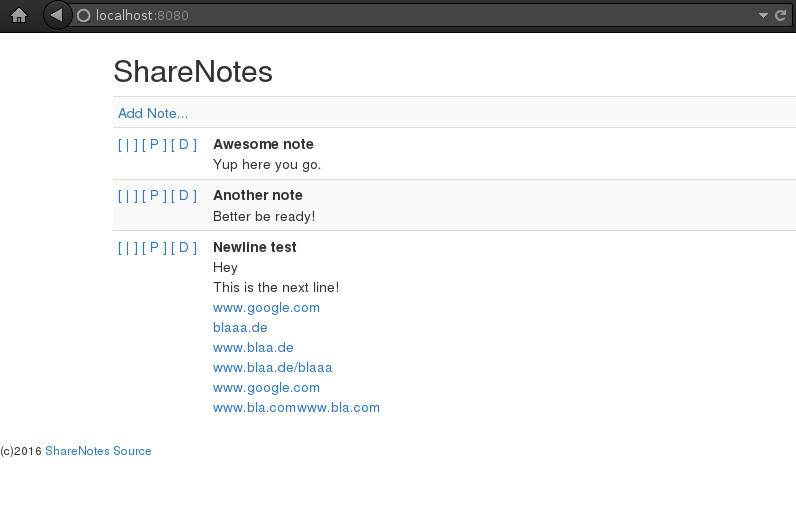 localhost:8080
ShareNotes
Add Note...
[ | ] [ P ] [ D ] Awesome note
Yup here you go.
[ | ] [ P ] [ D ] Another note
Better be ready!
[ | ] [ P ] [ D ] Newline test
Hey
This is the next line!
www.google.com
blaaa.de
www.blaa.de
www.blaa.de/blaaa
www.google.com
www.bla.comwww.bla.com
(c)2016 ShareNotes Source